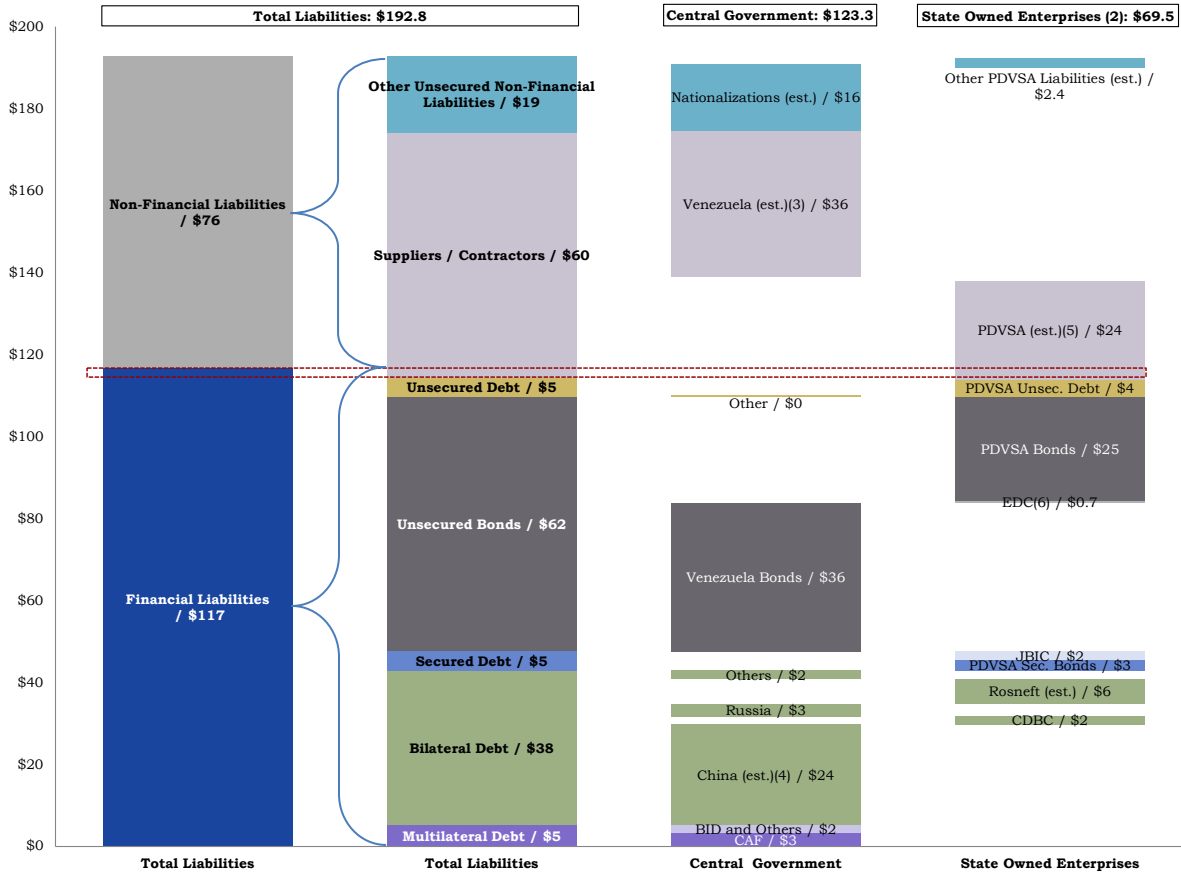 Total Liabilities: $192.8
Central Government: $123.3
State Owned Enterprises (2): $69.5
$200
$180
$160
$140
$120
$100
$80
$60
$40
$20
$0
Non-Financial Liabilities
/ $76
Financial Liabilities
/ $117
Other Unsecured Non-Financial
Liabilities / $19
Suppliers / Contractors / $60
Unsecured Debt / $5
Unsecured Bonds / $62
Secured Debt / $5
Bilateral Debt / $38
Multilateral Debt / $5
Nationalizations (est.) / $16
Venezuela (est.)(3) / $36
Other / $0
Venezuela Bonds / $36
Others / $2
Russia / $3
China (est.)(4) / $24
BID and Others / $2
CAF / $3
Other PDVSA Liabilities (est.) /
$2.4
PDVSA (est.)(5) / $24
PDVSA Unsec. Debt / $4
PDVSA Bonds / $25
EDC(6) / $0.7
JBIC / $2
PDVSA Sec. Bonds / $3
Rosneft (est.) / $6
CDBC / $2
Total Liabilities
Total Liabilities
Central Government
State Owned Enterprises